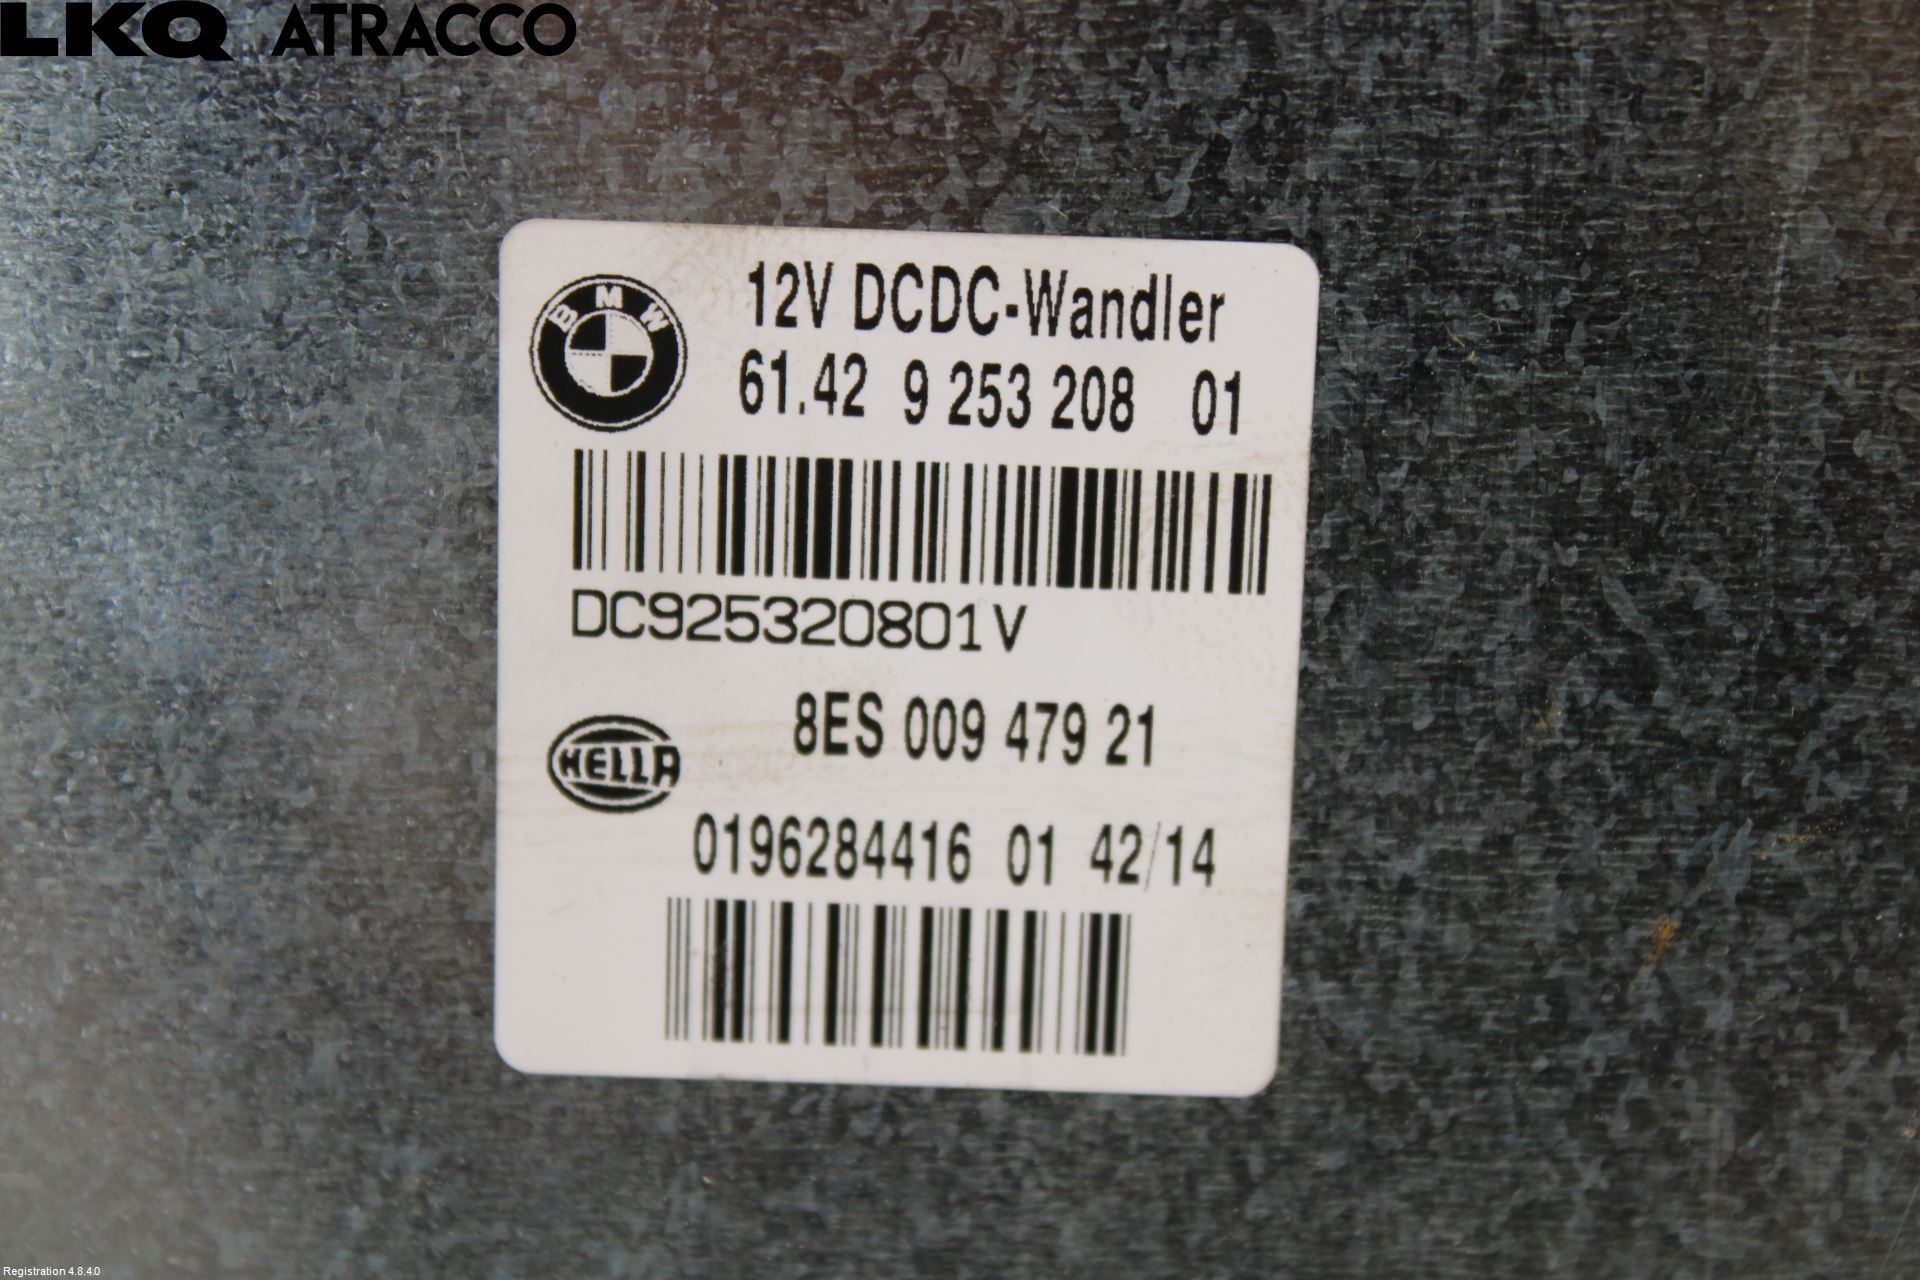 LKQ ATRACCO
BMW
12V DCDC-Wandler
61.42 9 253 208 01
DC925320801V
8ES 009 479 21
HELLA
0196284416 01 42/14
Registration 4.8.4.0